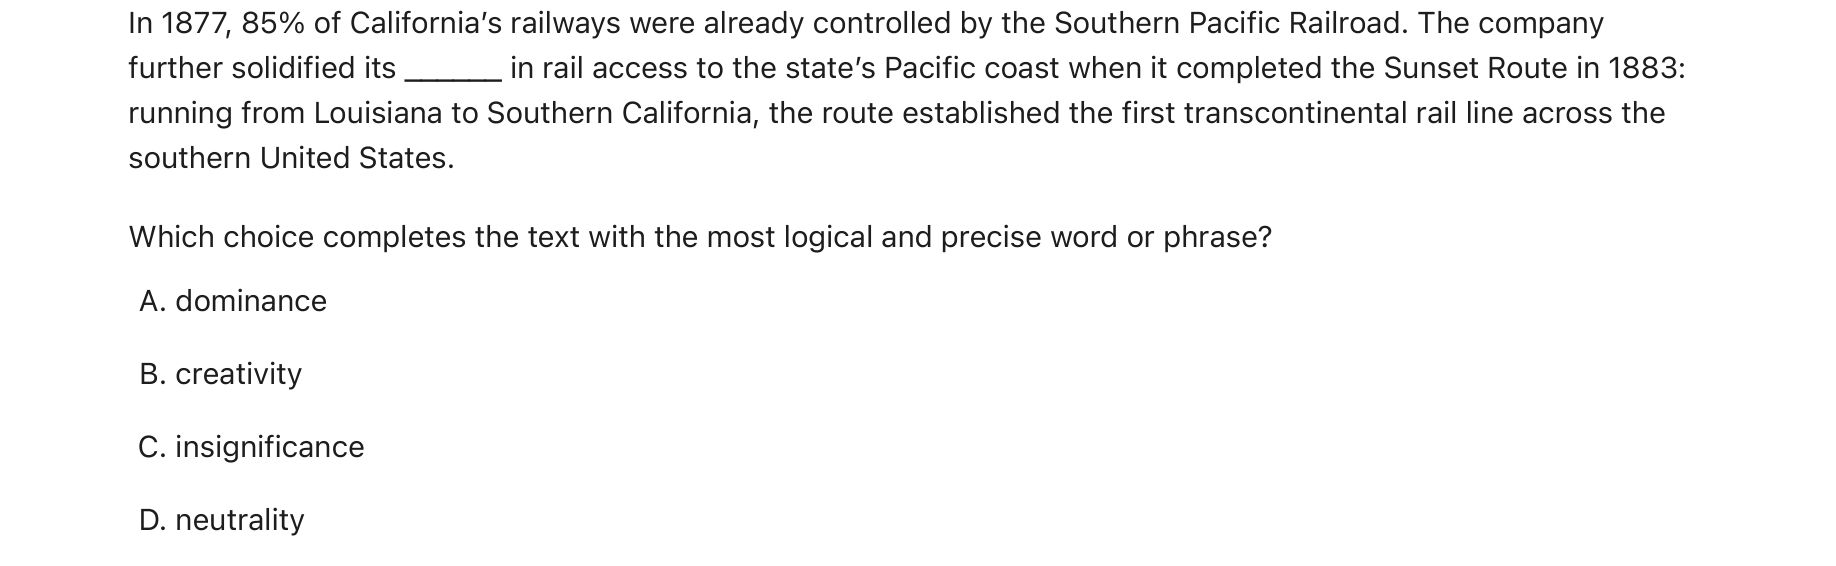 In 1877, 85% of California’s railways were already controlled by the Southern Pacific Railroad. The company
further solidified its ______ in rail access to the state’s Pacific coast when it completed the Sunset Route in 1883:
running from Louisiana to Southern California, the route established the first transcontinental rail line across the
southern United States.
Which choice completes the text with the most logical and precise word or phrase?
A. dominance
B. creativity
C. insignificance
D. neutrality